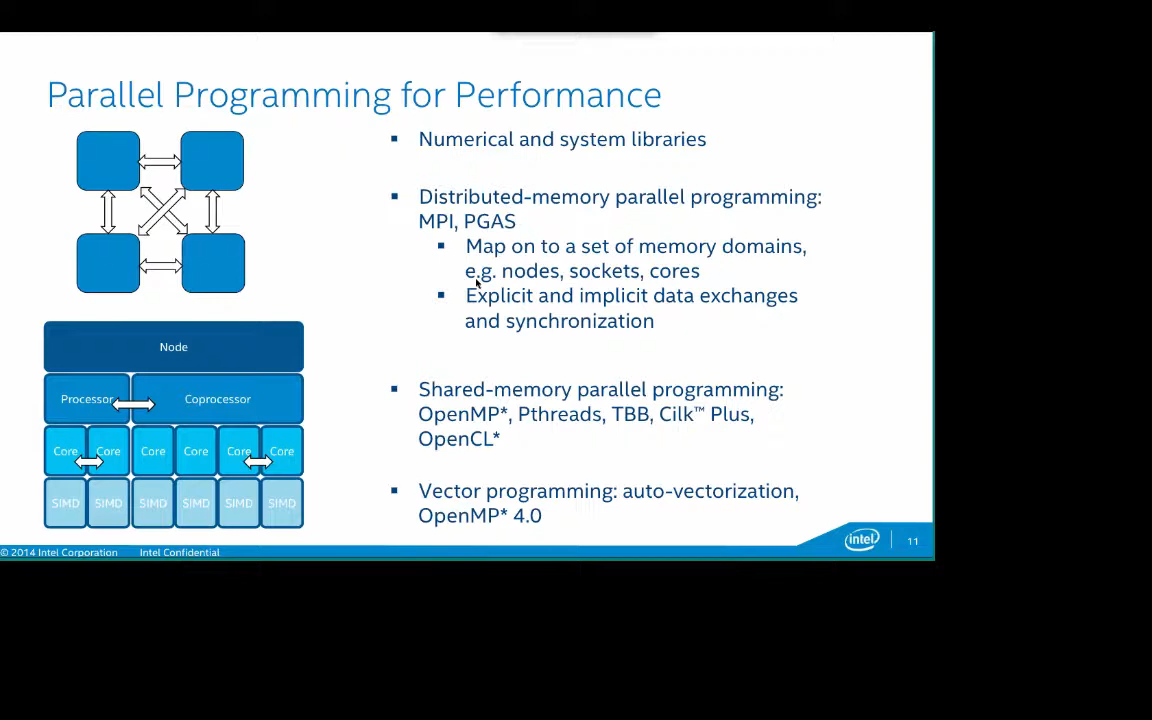 Parallel Programming for Performance
▪ Numerical and system libraries
▪ Distributed-memory parallel programming:
MPI, PGAS
▪ Map on to a set of memory domains,
e.g. nodes, sockets, cores
▪ Explicit and implicit data exchanges
and synchronization
Node
Processor Coprocessor
▪ Shared-memory parallel programming:
OpenMP*, Pthreads, TBB, Cilk™ Plus,
OpenCL*
Core Core Core Core Core Core
SIMD SIMD SIMD SIMD SIMD SIMD
▪ Vector programming: auto-vectorization,
OpenMP* 4.0
© 2014 Intel Corporation Intel Confidential
intel 11